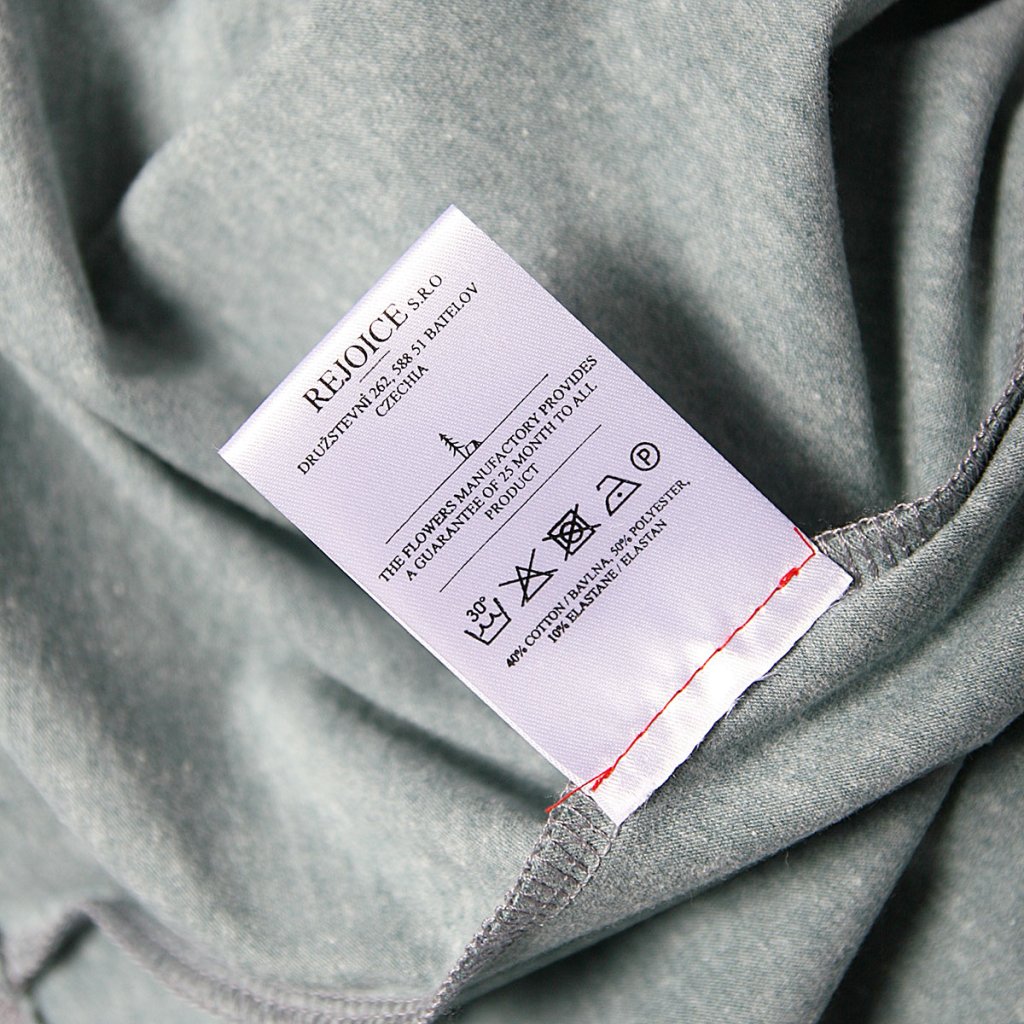 REJOICE S.R.O
DRUŽSTEVNÍ 262, 588 51 BATELOV
CZECHIA
THE FLOWERS MANUFACTORY PROVIDES
A GUARANTEE OF 25 MONTH TO ALL
PRODUCT
30°
P
40% COTTON / BAVLNA, 50% POLYESTER,
10% ELASTANE / ELASTAN